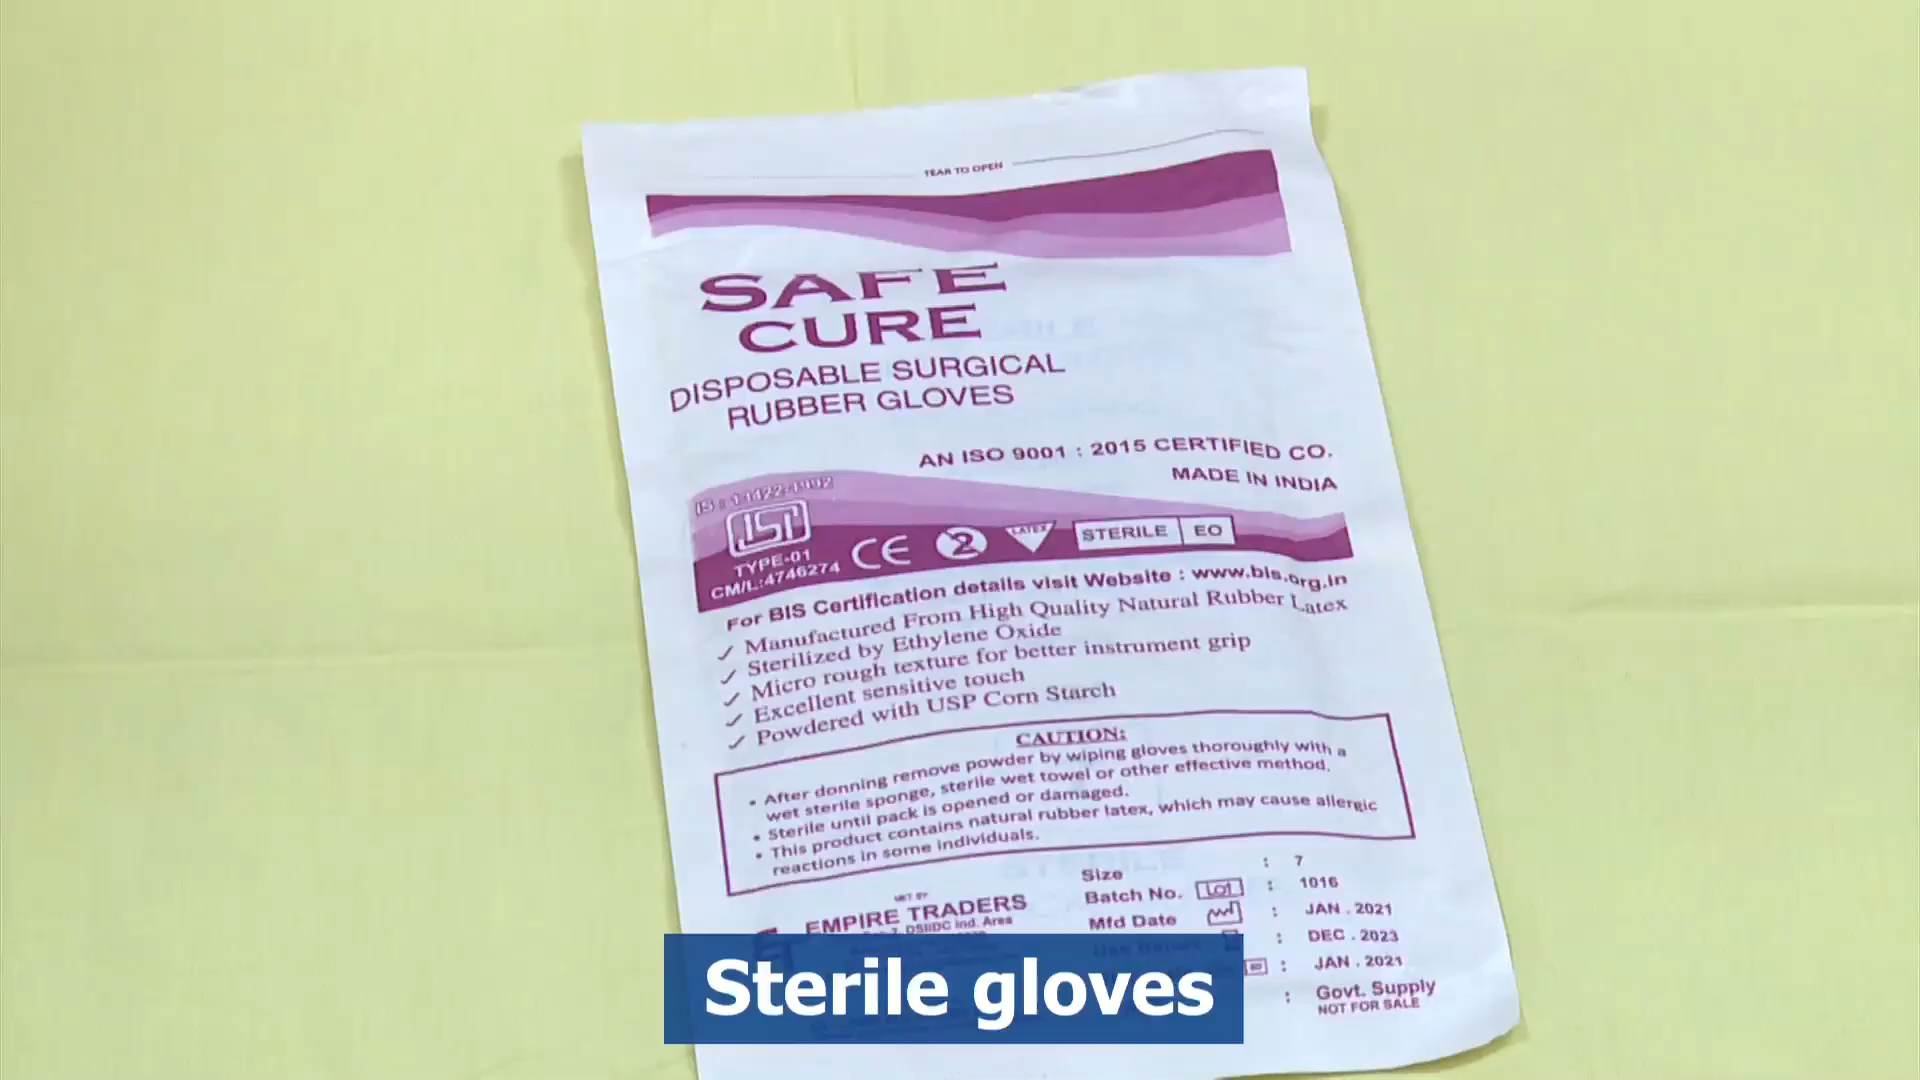 TEAR TO OPEN
SAFE
CURE
DISPOSABLE SURGICAL
RUBBER GLOVES
AN ISO 9001 : 2015 CERTIFIED CO.
MADE IN INDIA
ISI
TYPE-01
CM/L:4746274
CE
2
LATEX
STERILE EO
For BIS Certification details visit Website : www.bis.org.in
✓ Manufactured From High Quality Natural Rubber Latex
✓ Sterilized by Ethylene Oxide
✓ Micro rough texture for better instrument grip
✓ Excellent sensitive touch
✓ Powdered with USP Corn Starch
CAUTION:
• After donning remove powder by wiping gloves thoroughly with a
wet sterile sponge, sterile wet towel or other effective method.
• Sterile until pack is opened or damaged.
• This product contains natural rubber latex, which may cause allergic
reactions in some individuals.
MKT BY
EMPIRE TRADERS
DSIIDC Ind. Area
Size : 7
Batch No. LOT : 1016
Mfd Date : JAN . 2021
: DEC . 2023
: JAN . 2021
: Govt. Supply
NOT FOR SALE
Sterile gloves